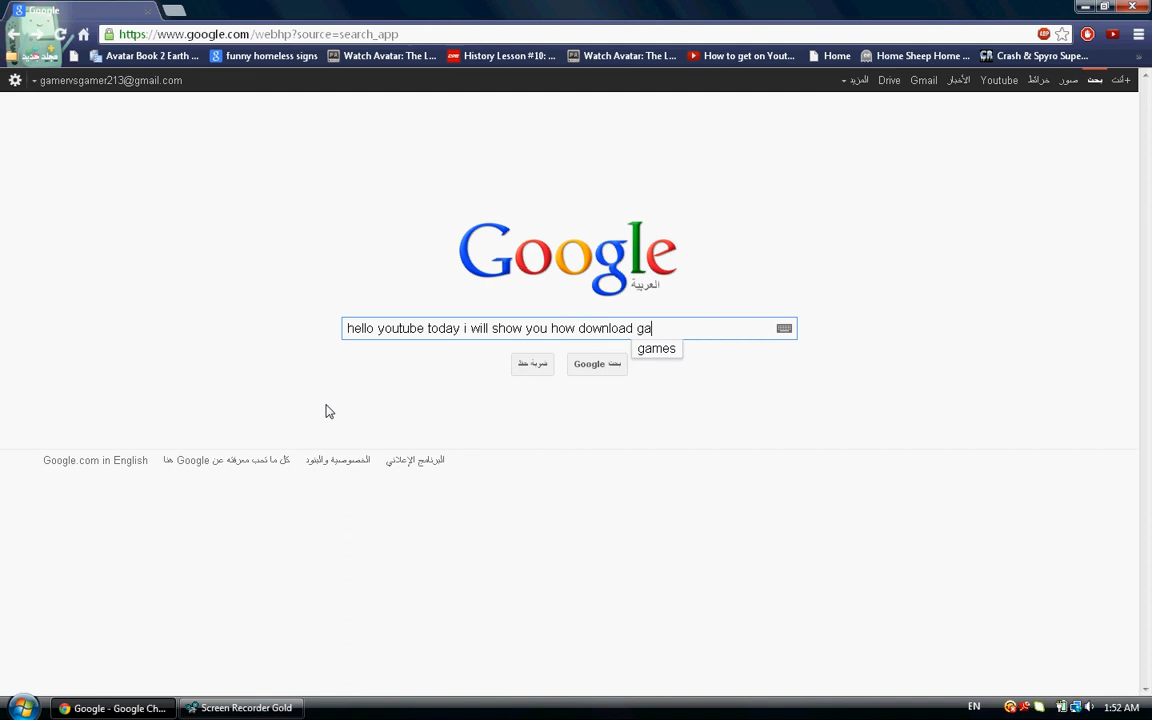 Google
https://www.google.com/webhp?source=search_app
مجلد جديد
Avatar Book 2 Earth ...
funny homeless signs
Watch Avatar: The L...
History Lesson #10: ...
Watch Avatar: The L...
How to get on Yout...
Home
Home Sheep Home ...
Crash & Spyro Supe...
»
gamervsgamer213@gmail.com
المزيد
Drive
Gmail
الأخبار
Youtube
خرائط
صور
بحث
+أنت
Google
العربية
hello youtube today i will show you how download ga
games
ضربة حظ
بحث Google
Google.com in English
كل ما تحب معرفته عن Google هنا
الخصوصية والبنود
البرنامج الإعلاني
Google - Google Ch...
Screen Recorder Gold
EN
1:52 AM